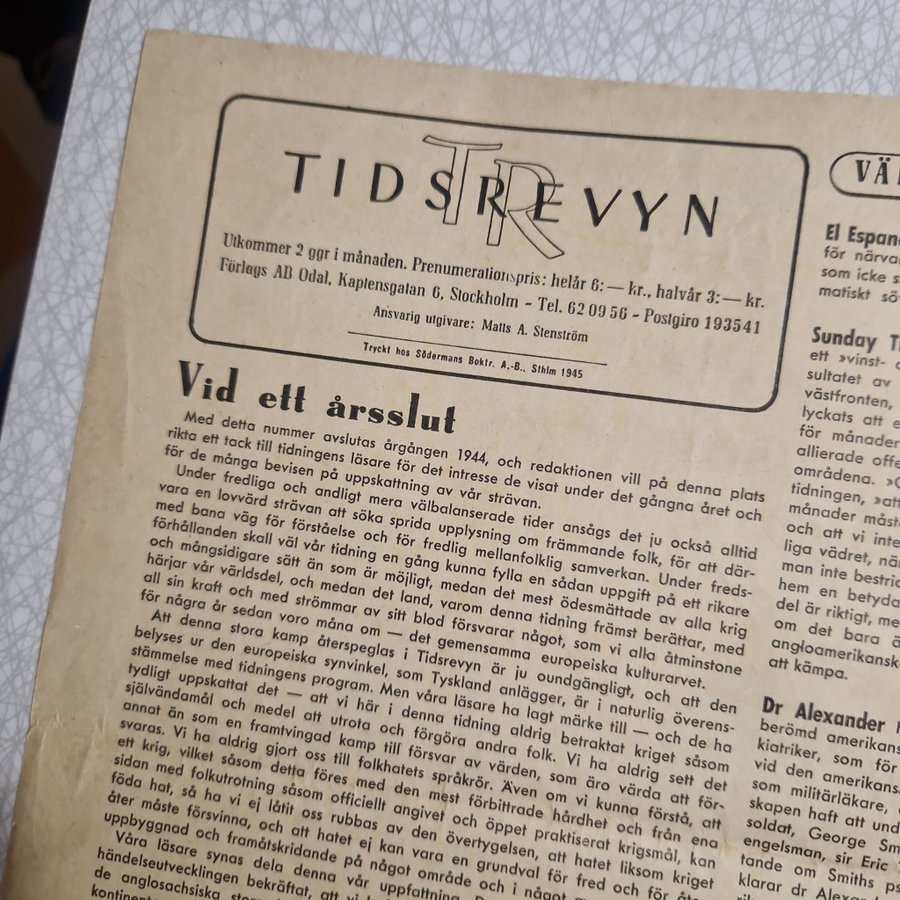 TIDSREVYN
TR
Utkommer 2 ggr i månaden. Prenumerationspris: helår 6: — kr., halvår 3: — kr.
Förlags AB Odal, Kaptensgatan 6, Stockholm - Tel. 62 09 56 - Postgiro 193541
Ansvarig utgivare: Matts A. Stenström
Tryckt hos Södermans Boktr. A.-B., Sthlm 1945
Vid ett årsslut
Med detta nummer avslutas årgången 1944, och redaktionen vill på denna plats
rikta ett tack till tidningens läsare för det intresse de visat under det gångna året och
för de många bevisen på uppskattning av vår strävan.
Under fredliga och andligt mera välbalanserade tider ansågs det ju också alltid
vara en lovvärd strävan att söka sprida upplysning om främmande folk, för att där-
med bana väg för förståelse och för fredlig mellanfolklig samverkan. Under freds-
förhållanden skall väl vår tidning en gång kunna fylla en sådan uppgift på ett rikare
och mångsidigare sätt än som är möjligt, medan det mest ödesmättade av alla krig
härjar vår världsdel, och medan det land, varom denna tidning främst berättar, med
all sin kraft och med strömmar av sitt blod försvarar något, som vi alla åtminstone
för några år sedan voro måna om — det gemensamma europeiska kulturarvet.
Att denna stora kamp återspeglas i Tidsrevyn är ju oundgängligt, och att den
belyses ur den europeiska synvinkel, som Tyskland anlägger, är i naturlig överens-
stämmelse med tidningens program. Men våra läsare ha lagt märke till — och de ha
tydligt uppskattat det — att vi här i denna tidning aldrig betraktat kriget såsom
självändamål och medel att utrota och förgöra andra folk. Vi ha aldrig sett det
annat än som en framtvingad kamp till försvar av värden, som äro värda att för-
svaras. Vi ha aldrig gjort oss till folkhatets språkrör. Även om vi kunna förstå, att
ett krig, vilket såsom detta föres med den mest förbittrade hårdhet och från ena
sidan med folkutrotning såsom officiellt angivet och öppet praktiserat krigsmål, kan
föda hat, så ha vi ej låtit oss rubbas av den övertygelsen, att hatet liksom kriget
åter måste försvinna, och att hatet ej kan vara en grundval för fred och för åte
uppbyggnad och framåtskridande på något område och i något
Våra läsare synas dela denna vår uppfattning.
händelseutvecklingen bekräftat, att
de anglosachsiska
kontinent
VÄ
El Espan
för närva
som icke s
matiskt sö
Sunday T
ett »vinst-
sultatet av
västfronten,
lyckats att e
för månader
allierade offe
områdena. »O
tidningen, »att
månader måst
och att vi inte
liga vädret, när
man inte bestrid
hem en betyda
del är riktigt, me
om det bara ä
angloamerikansk
att kämpa.
Dr Alexander
berömd amerikans
kiatriker, som för
vid den amerikans
som militärläkare,
skapen haft att und
soldat, George Sm
engelsman, sir Eric
tande om Smiths ps
klarar dr Alexand